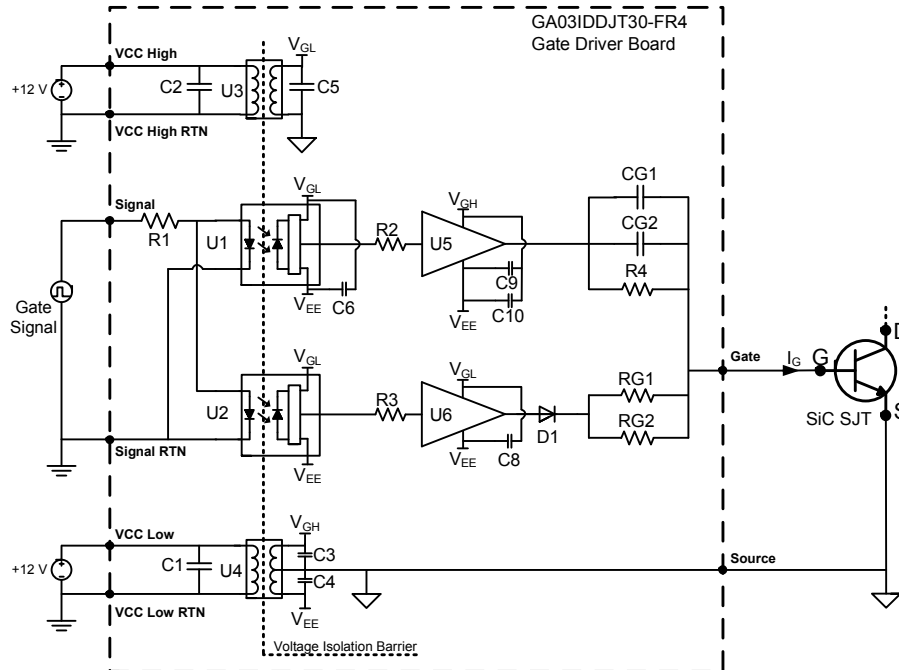 GA03IDDJT30-FR4
Gate Driver Board
VCC High
VGL
+12 V
C2
U3
C5
VCC High RTN
Signal
R1
U1
VGL
VEE
C6
R2
VGH
U5
C9
C10
VEE
CG1
CG2
R4
Gate
Signal
Gate
IG
G
D
S
SiC SJT
U2
VGL
VEE
R3
VGL
U6
VEE
C8
D1
RG1
RG2
Signal RTN
VCC Low
+12 V
C1
U4
VGH
C3
C4
VEE
Source
VCC Low RTN
Voltage Isolation Barrier